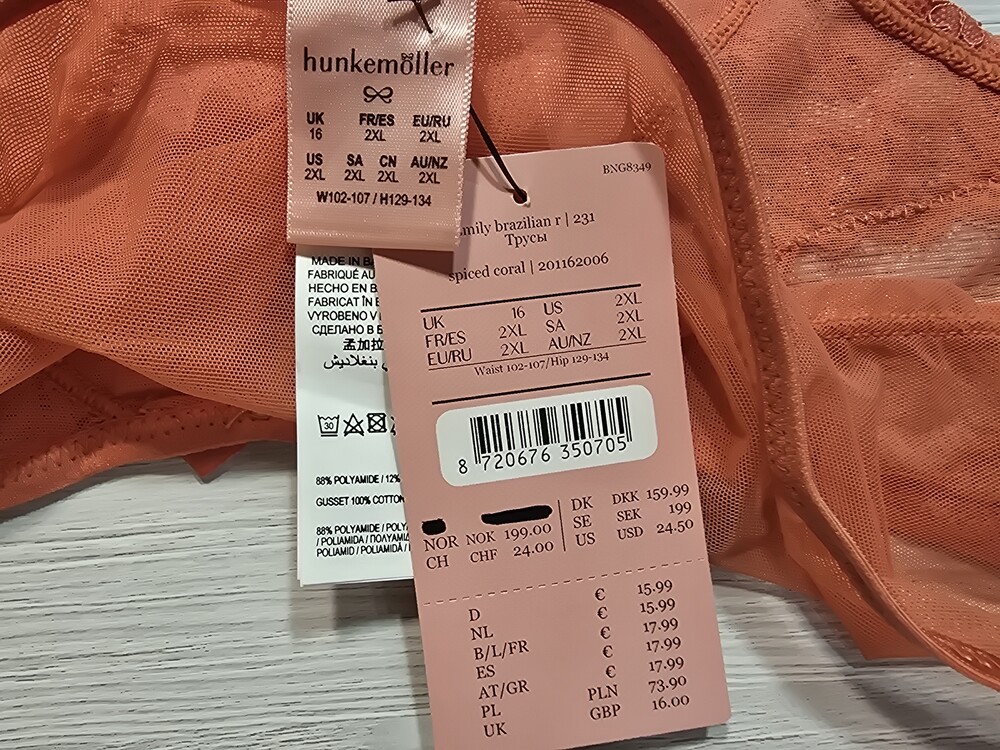 hunkemöller
UK FR/ES EU/RU
16 2XL 2XL
US SA CN AU/NZ
2XL 2XL 2XL 2XL
W102-107 / H129-134
BNG8349
brazilian r | 231
Трусы
spiced coral | 201162006
UK 16 US 2XL
FR/ES 2XL SA 2XL
EU/RU 2XL AU/NZ 2XL
Waist 102-107/Hip 129-134
8 720676 350705
NOR NOK 199.00
CH CHF 24.00
DK DKK 159.99
SE SEK 199
US USD 24.50
D € 15.99
NL € 15.99
B/L/FR € 17.99
ES € 17.99
AT/GR € 17.99
PL PLN 73.90
UK GBP 16.00
MADE IN
FABRIQUÉ AU
HECHO EN
FABRICAT ÎN
VYROBENO V
СДЕЛАНО В
孟加拉
بنغلاديش
30
88% POLYAMIDE / 12%
GUSSET 100% COTTON
88% POLYAMIDE /
/ POLIAMIDA /
POLIAMID / POLIAMIDĂ /